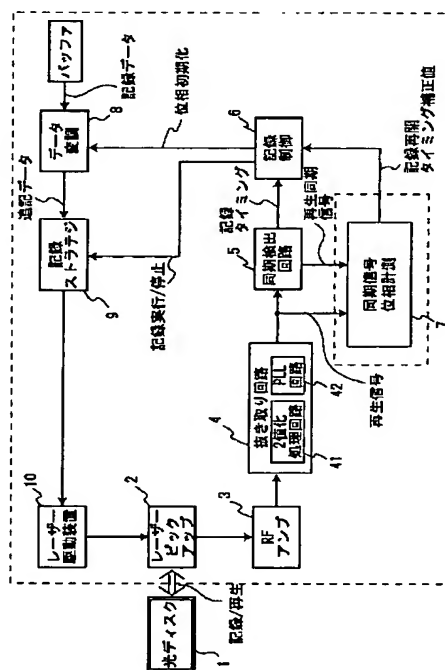 光ディスク
1
記録/再生
10
レーザー
駆動装置
2
レーザー
ピック
アップ
3
RF
アンプ
記録
ストラテジ
9
追記データ
データ
変調
8
記録データ
バッファ
位相初期化
記録実行/停止
4
抜き取り回路
2値化
処理回路
41
PLL
回路
42
再生信号
5
同期検出
回路
記録
タイミング
6
記録
制御
再生同期
信号
同期信号
位相計測
7
記録再開
タイミング補正値